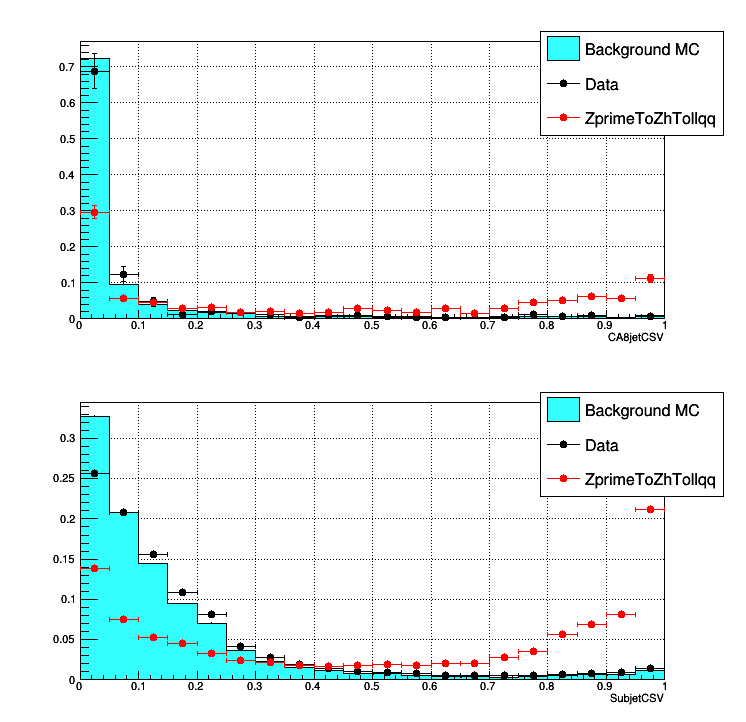 Background MC
Data
ZprimeToZhTollqq
0.7
0.6
0.5
0.4
0.3
0.2
0.1
0
0 0.1 0.2 0.3 0.4 0.5 0.6 0.7 0.8 0.9 1
CA8jetCSV
Background MC
Data
ZprimeToZhTollqq
0.3
0.25
0.2
0.15
0.1
0.05
0
0 0.1 0.2 0.3 0.4 0.5 0.6 0.7 0.8 0.9 1
SubjetCSV